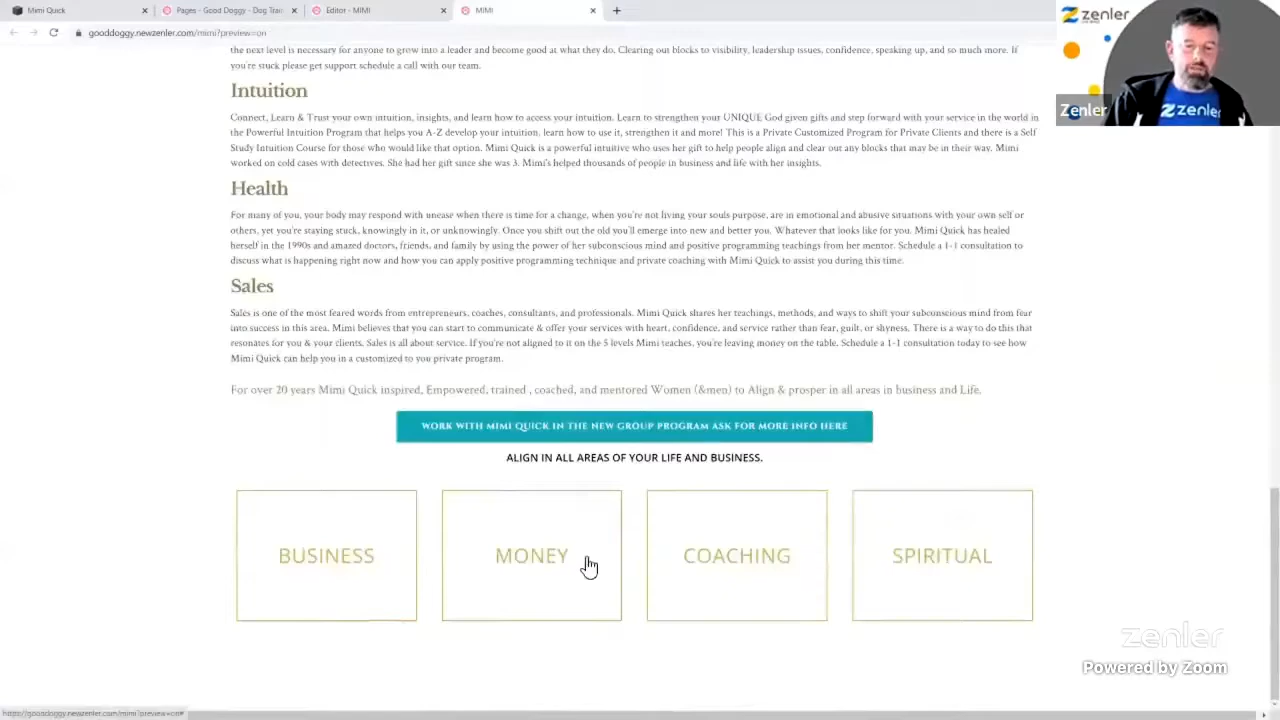 Mimi Quick
Pages - Good Doggy - Dog Trai
Editor - MIMI
MIMI
gooddoggy.newzenler.com/mimi?preview=on
zenler
zenler
Zenler
the next level is necessary for anyone to grow into a leader and become good at what they do. Clearing out blocks to visibility, leadership issues, confidence, speaking up, and so much more. If
you're stuck please get support schedule a call with our team.
Intuition
Connect, Learn & Trust your own intuition, insights, and learn how to access your intuition. Learn to strengthen your UNIQUE God given gifts and step forward with your service in the world in
the Powerful Intuition Program that helps you A-Z develop your intuition, learn how to use it, strengthen it and more! This is a Private Customized Program for Private Clients and there is a Self
Study Intuition Course for those who would like that option. Mimi Quick is a powerful intuitive who uses her gift to help people align and clear out any blocks that may be in their way. Mimi
worked on cold cases with detectives. She had her gift since she was 3. Mimi's helped thousands of people in business and life with her insights.
Health
For many of you, your body may respond with unease when there is time for a change, when you're not living your souls purpose, are in emotional and abusive situations with your own self or
others, yet you're staying stuck, knowingly in it, or unknowingly. Once you shift out the old you'll emerge into new and better you. Whatever that looks like for you. Mimi Quick has healed
herself in the 1990s and amazed doctors, friends, and family by using the power of her subconscious mind and positive programming teachings from her mentor. Schedule a 1-1 consultation to
discuss what is happening right now and how you can apply positive programming technique and private coaching with Mimi Quick to assist you during this time.
Sales
Sales is one of the most feared words from entrepreneurs, coaches, consultants, and professionals. Mimi Quick shares her teachings, methods, and ways to shift your subconscious mind from fear
into success in this area. Mimi believes that you can start to communicate & offer your services with heart, confidence, and service rather than fear, guilt, or shyness. There is a way to do this that
resonates for you & your clients. Sales is all about service. If you're not aligned to it on the 5 levels Mimi teaches, you're leaving money on the table. Schedule a 1-1 consultation today to see how
Mimi Quick can help you in a customized to you private program.
For over 20 years Mimi Quick inspired, Empowered, trained , coached, and mentored Women (&men) to Align & prosper in all areas in business and Life.
WORK WITH MIMI QUICK IN THE NEW GROUP PROGRAM ASK FOR MORE INFO HERE
ALIGN IN ALL AREAS OF YOUR LIFE AND BUSINESS.
BUSINESS
MONEY
COACHING
SPIRITUAL
zenler
Powered by Zoom
https://gooddoggy.newzenler.com/mimi?preview=on#